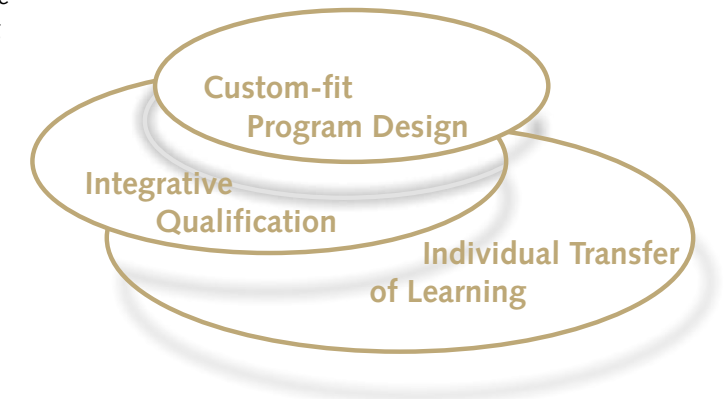 Custom-fit
Program Design
Integrative
Qualification
Individual Transfer
of Learning